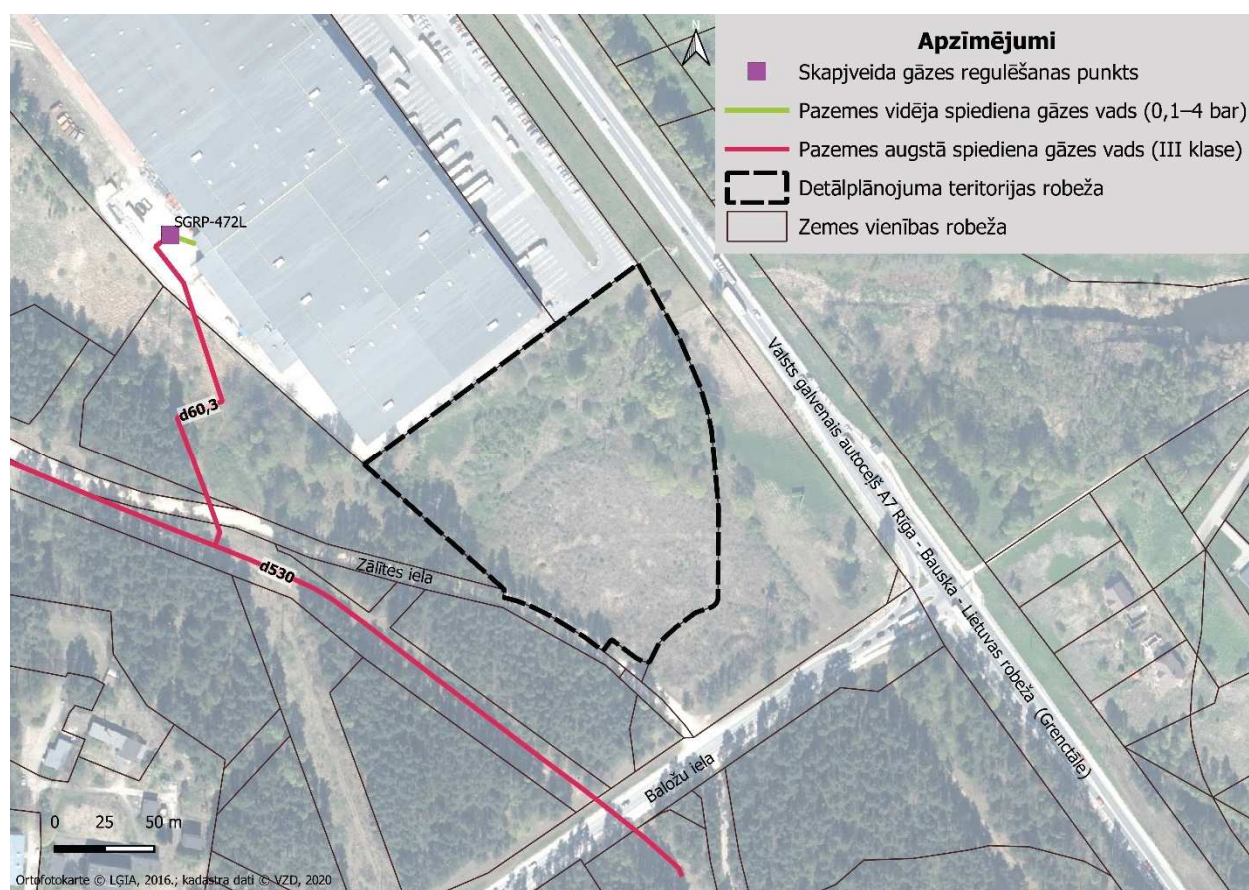 N
Apzīmējumi
Skapjveida gāzes regulēšanas punkts
Pazemes vidēja spiediena gāzes vads (0,1–4 bar)
Pazemes augstā spiediena gāzes vads (III klase)
Detālplānojuma teritorijas robeža
Zemes vienības robeža
SGRP-472L
d60,3
d530
Zālītes iela
Valsts galvenais autoceļš A7 Rīga - Bauska - Lietuvas robeža (Grenctāle)
Baložu iela
0 25 50 m
Ortofotokarte © LĢIA, 2016.; kadastra dati © VZD, 2020